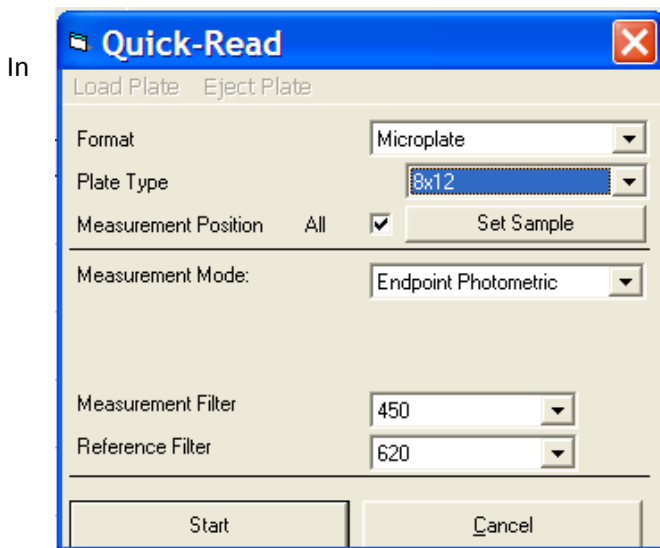 Quick-Read
In
Load Plate Eject Plate
Format Microplate
Plate Type 8x12
Measurement Position All Set Sample
Measurement Mode: Endpoint Photometric
Measurement Filter 450
Reference Filter 620
Start Cancel